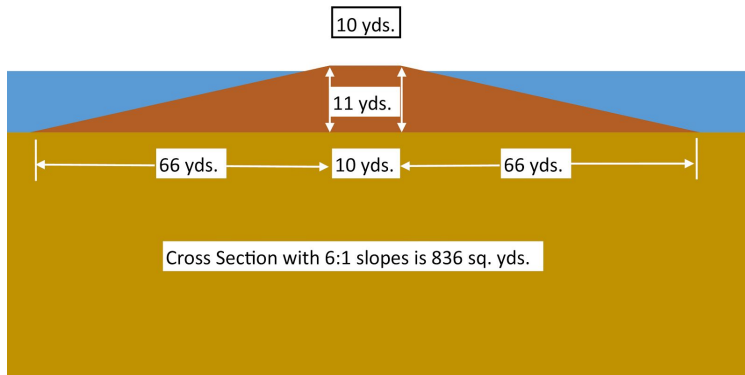 10 yds.
11 yds.
66 yds.
10 yds.
66 yds.
Cross Section with 6:1 slopes is 836 sq. yds.